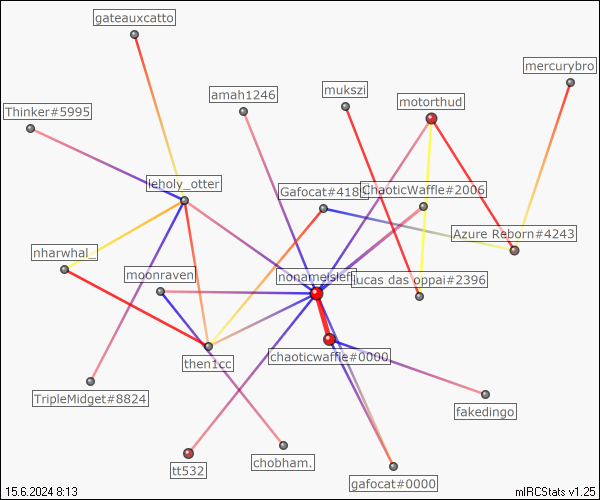 gateauxcatto
mercurybro
mukszi
amah1246
motorthud
Thinker#5995
leholy_otter
Gafocat#418
ChaoticWaffle#2006
Azure Reborn#4243
nharwhal_
moonraven
nonameisleft
lucas das oppai#2396
then1cc
chaoticwaffle#0000
TripleMidget#8824
fakedingo
tt532
chobham.
gafocat#0000
15.6.2024 8:13
mIRCStats v1.25